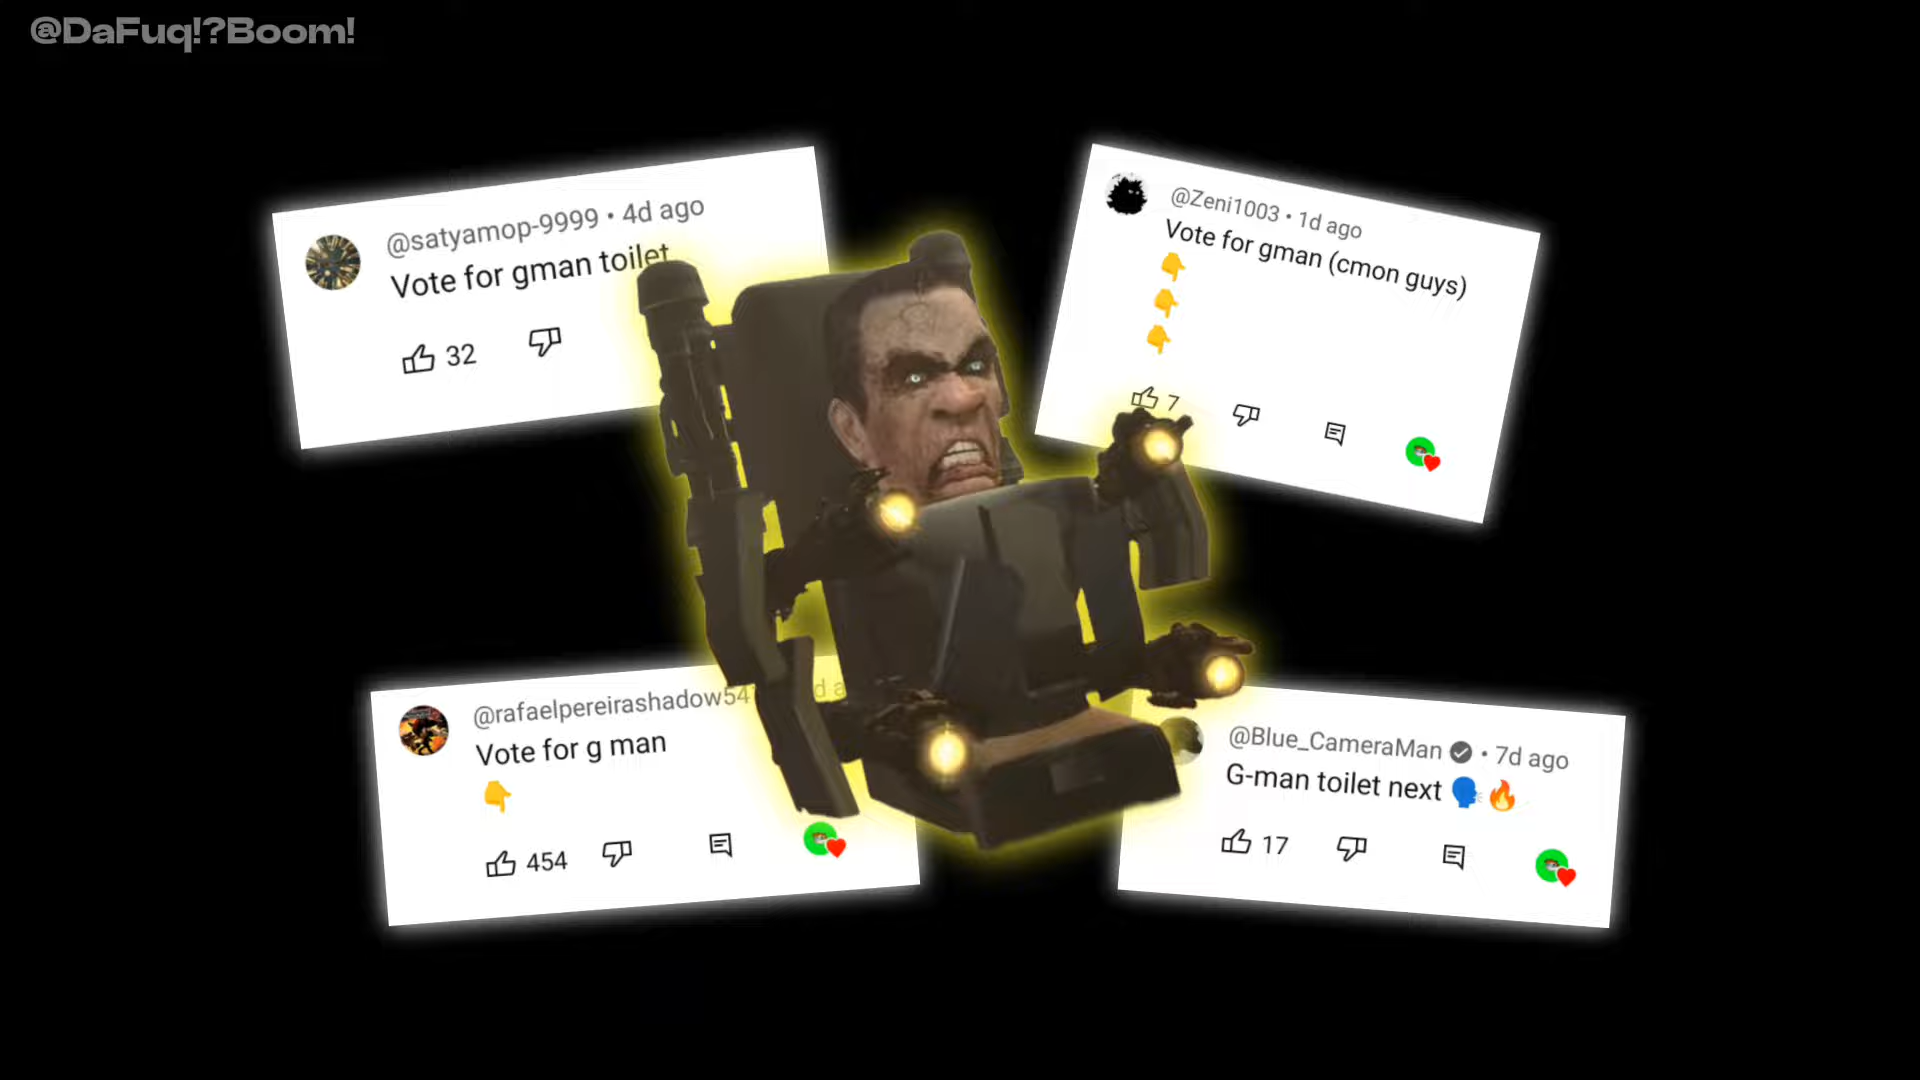 @DaFuq!?Boom!
@satyamop-9999 • 4d ago
Vote for gman toilet
32
@Zeni1003 • 1d ago
Vote for gman (cmon guys)
👇
👇
👇
7
@rafaelpereirashadow54
Vote for g man
👇
454
@Blue_CameraMan • 7d ago
G-man toilet next 🗣️🔥
17